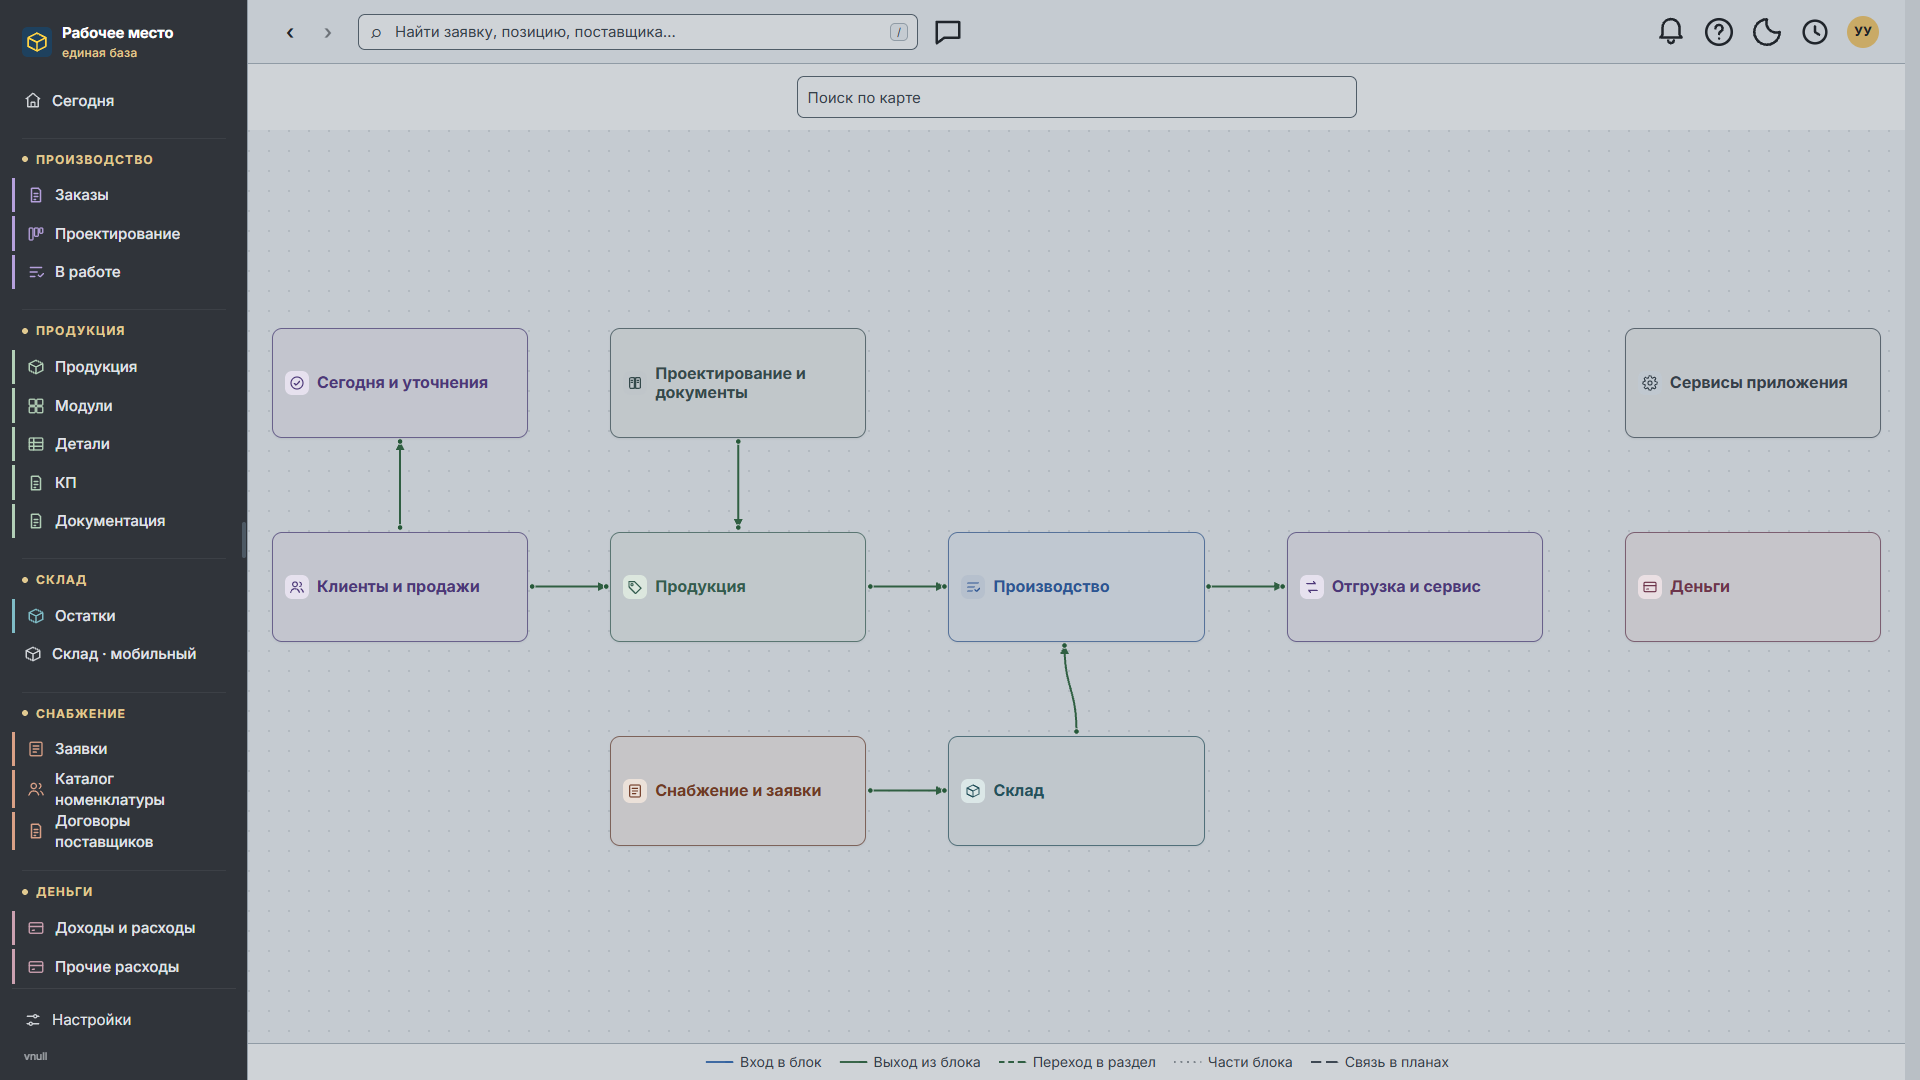 Рабочее место
единая база
Сегодня
ПРОИЗВОДСТВО
Заказы
Проектирование
В работе
ПРОДУКЦИЯ
Продукция
Модули
Детали
КП
Документация
СКЛАД
Остатки
Склад · мобильный
СНАБЖЕНИЕ
Заявки
Каталог
номенклатуры
Договоры
поставщиков
ДЕНЬГИ
Доходы и расходы
Прочие расходы
Настройки
vnull
Найти заявку, позицию, поставщика...
/
УУ
Поиск по карте
Сегодня и уточнения
Проектирование и
документы
Сервисы приложения
Клиенты и продажи
Продукция
Производство
Отгрузка и сервис
Деньги
Снабжение и заявки
Склад
Вход в блок
Выход из блока
Переход в раздел
Части блока
Связь в планах